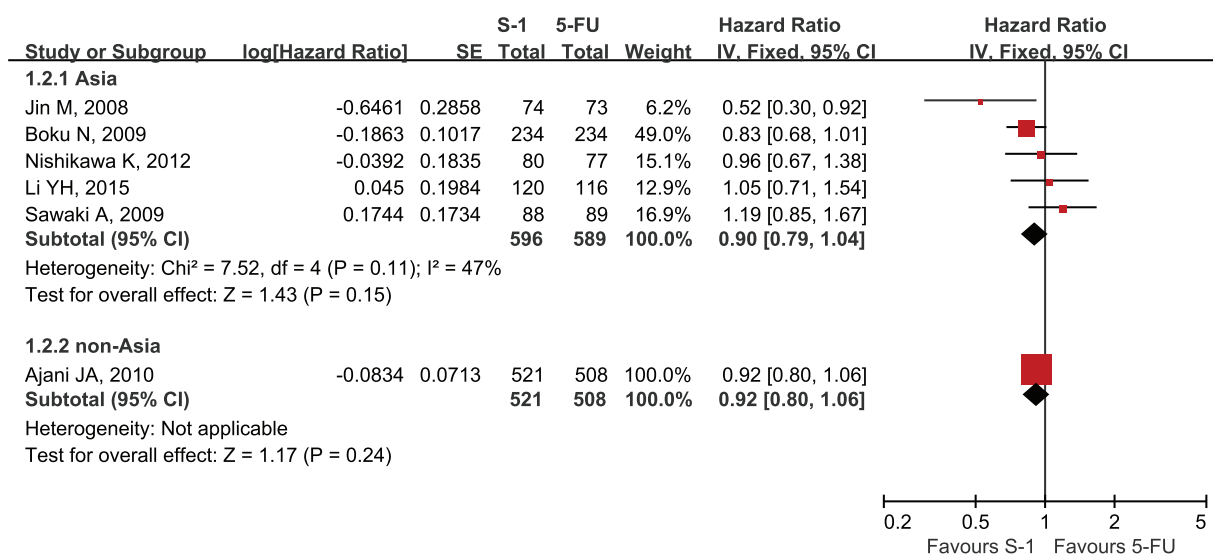 S-1 5-FU Hazard Ratio Hazard Ratio
Study or Subgroup log[Hazard Ratio] SE Total Total Weight IV, Fixed, 95% CI IV, Fixed, 95% CI
1.2.1 Asia
Jin M, 2008 -0.6461 0.2858 74 73 6.2% 0.52 [0.30, 0.92]
Boku N, 2009 -0.1863 0.1017 234 234 49.0% 0.83 [0.68, 1.01]
Nishikawa K, 2012 -0.0392 0.1835 80 77 15.1% 0.96 [0.67, 1.38]
Li YH, 2015 0.045 0.1984 120 116 12.9% 1.05 [0.71, 1.54]
Sawaki A, 2009 0.1744 0.1734 88 89 16.9% 1.19 [0.85, 1.67]
Subtotal (95% CI) 596 589 100.0% 0.90 [0.79, 1.04]
Heterogeneity: Chi² = 7.52, df = 4 (P = 0.11); I² = 47%
Test for overall effect: Z = 1.43 (P = 0.15)
1.2.2 non-Asia
Ajani JA, 2010 -0.0834 0.0713 521 508 100.0% 0.92 [0.80, 1.06]
Subtotal (95% CI) 521 508 100.0% 0.92 [0.80, 1.06]
Heterogeneity: Not applicable
Test for overall effect: Z = 1.17 (P = 0.24)
0.2 0.5 1 2 5
Favours S-1 Favours 5-FU